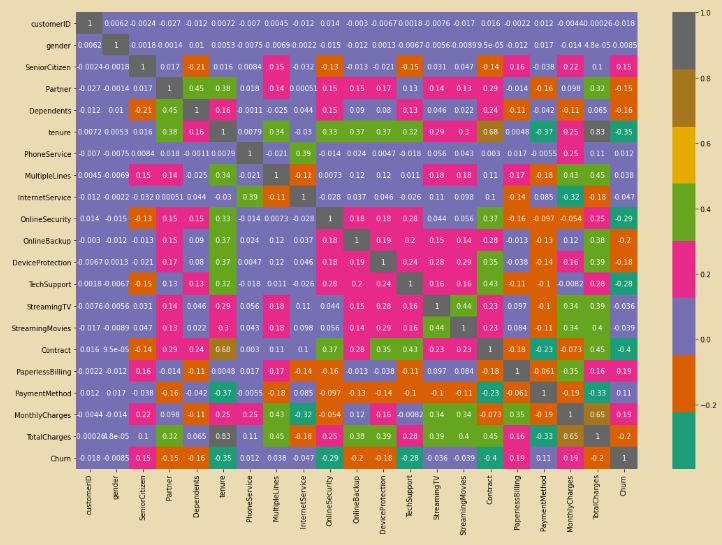 customerID 1 0.0062 -0.0024 -0.027 -0.012 0.0072 -0.007 0.0045 -0.012 0.014 -0.003 -0.0067 0.0018 -0.0076 -0.017 0.016 -0.0022 0.012 -0.0044 0.00026 -0.018
gender 0.0062 1 -0.0018 -0.0014 0.01 0.0053 -0.0075 -0.0069 -0.0022 -0.015 -0.012 0.0013 -0.0067 -0.0056 -0.0089 9.5e-05 -0.012 0.017 -0.014 4.8e-05 -0.0085
SeniorCitizen -0.0024 -0.0018 1 0.017 -0.21 0.016 0.0084 0.15 -0.032 -0.13 -0.013 -0.021 -0.15 0.031 0.047 -0.14 0.16 -0.038 0.22 0.1 0.15
Partner -0.027 -0.0014 0.017 1 0.45 0.38 0.018 0.14 0.00051 0.15 0.15 0.17 0.13 0.14 0.13 0.29 -0.014 -0.16 0.098 0.32 -0.15
Dependents -0.012 0.01 -0.21 0.45 1 0.16 -0.0011 -0.025 0.044 0.15 0.09 0.08 0.13 0.046 0.022 0.24 -0.11 -0.042 -0.11 0.065 -0.16
tenure 0.0072 0.0053 0.016 0.38 0.16 1 0.0079 0.34 -0.03 0.33 0.37 0.37 0.32 0.29 0.3 0.68 0.0048 -0.37 0.25 0.83 -0.35
PhoneService -0.007 -0.0075 0.0084 0.018 -0.0011 0.0079 1 -0.021 0.39 -0.014 0.024 0.0047 -0.018 0.056 0.043 0.003 0.017 -0.0055 0.25 0.11 0.012
MultipleLines 0.0045 -0.0069 0.15 0.14 -0.025 0.34 -0.021 1 -0.11 0.0073 0.12 0.12 0.011 0.18 0.18 0.11 0.17 -0.18 0.43 0.45 0.038
InternetService -0.012 -0.0022 -0.032 0.00051 0.044 -0.03 0.39 -0.11 1 -0.028 0.037 0.046 -0.026 0.11 0.098 0.1 -0.14 0.085 -0.32 -0.18 -0.047
OnlineSecurity 0.014 -0.015 -0.13 0.15 0.15 0.33 -0.014 0.0073 -0.028 1 0.18 0.18 0.28 0.044 0.056 0.37 -0.16 -0.097 -0.054 0.25 -0.29
OnlineBackup -0.003 -0.012 -0.013 0.15 0.09 0.37 0.024 0.12 0.037 0.18 1 0.19 0.2 0.15 0.14 0.28 -0.013 -0.13 0.12 0.38 -0.2
DeviceProtection -0.0067 0.0013 -0.021 0.17 0.08 0.37 0.0047 0.12 0.046 0.18 0.19 1 0.24 0.28 0.29 0.35 -0.038 -0.14 0.16 0.39 -0.18
TechSupport 0.0018 -0.0067 -0.15 0.13 0.13 0.32 -0.018 0.011 -0.026 0.28 0.2 0.24 1 0.16 0.16 0.43 -0.11 -0.1 -0.0082 0.28 -0.28
StreamingTV -0.0076 -0.0056 0.031 0.14 0.046 0.29 0.056 0.18 0.11 0.044 0.15 0.28 0.16 1 0.44 0.23 0.097 -0.1 0.34 0.39 -0.036
StreamingMovies -0.017 -0.0089 0.047 0.13 0.022 0.3 0.043 0.18 0.098 0.056 0.14 0.29 0.16 0.44 1 0.23 0.084 -0.11 0.34 0.4 -0.039
Contract 0.016 9.5e-05 -0.14 0.29 0.24 0.68 0.003 0.11 0.1 0.37 0.28 0.35 0.43 0.23 0.23 1 -0.18 -0.23 -0.073 0.45 -0.4
PaperlessBilling -0.0022 -0.012 0.16 -0.014 -0.11 0.0048 0.017 0.17 -0.14 -0.16 -0.013 -0.038 -0.11 0.097 0.084 -0.18 1 -0.061 0.35 0.16 0.19
PaymentMethod 0.012 0.017 -0.038 -0.16 -0.042 -0.37 -0.0055 -0.18 0.085 -0.097 -0.13 -0.14 -0.1 -0.1 -0.11 -0.23 -0.061 1 -0.19 -0.33 0.11
MonthlyCharges -0.0044 -0.014 0.22 0.098 -0.11 0.25 0.25 0.43 -0.32 -0.054 0.12 0.16 -0.0082 0.34 0.34 -0.073 0.35 -0.19 1 0.65 0.19
TotalCharges -0.00026 4.8e-05 0.1 0.32 0.065 0.83 0.11 0.45 -0.18 0.25 0.38 0.39 0.28 0.39 0.4 0.45 0.16 -0.33 0.65 1 -0.2
Churn -0.018 -0.0085 0.15 -0.15 -0.16 -0.35 0.012 0.038 -0.047 -0.29 -0.2 -0.18 -0.28 -0.036 -0.039 -0.4 0.19 0.11 0.19 -0.2 1
customerID gender SeniorCitizen Partner Dependents tenure PhoneService MultipleLines InternetService OnlineSecurity OnlineBackup DeviceProtection TechSupport StreamingTV StreamingMovies Contract PaperlessBilling PaymentMethod MonthlyCharges TotalCharges Churn
1.0
0.8
0.6
0.4
0.2
0.0
−0.2